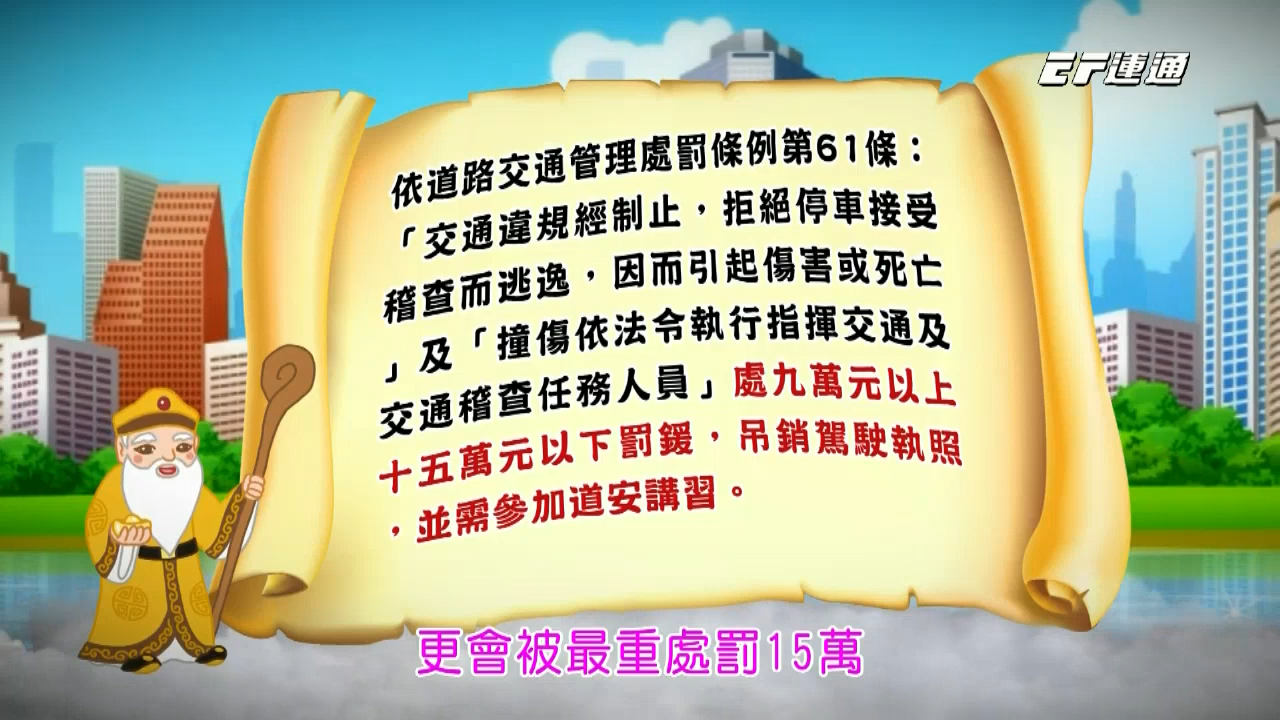 EF運通
依道路交通管理處罰條例第61條：
「交通違規經制止，拒絕停車接受
稽查而逃逸，因而引起傷害或死亡
」及「撞傷依法令執行指揮交通及
交通稽查任務人員」處九萬元以上
十五萬元以下罰鍰，吊銷駕駛執照
，並需參加道安講習。
更會被最重處罰15萬